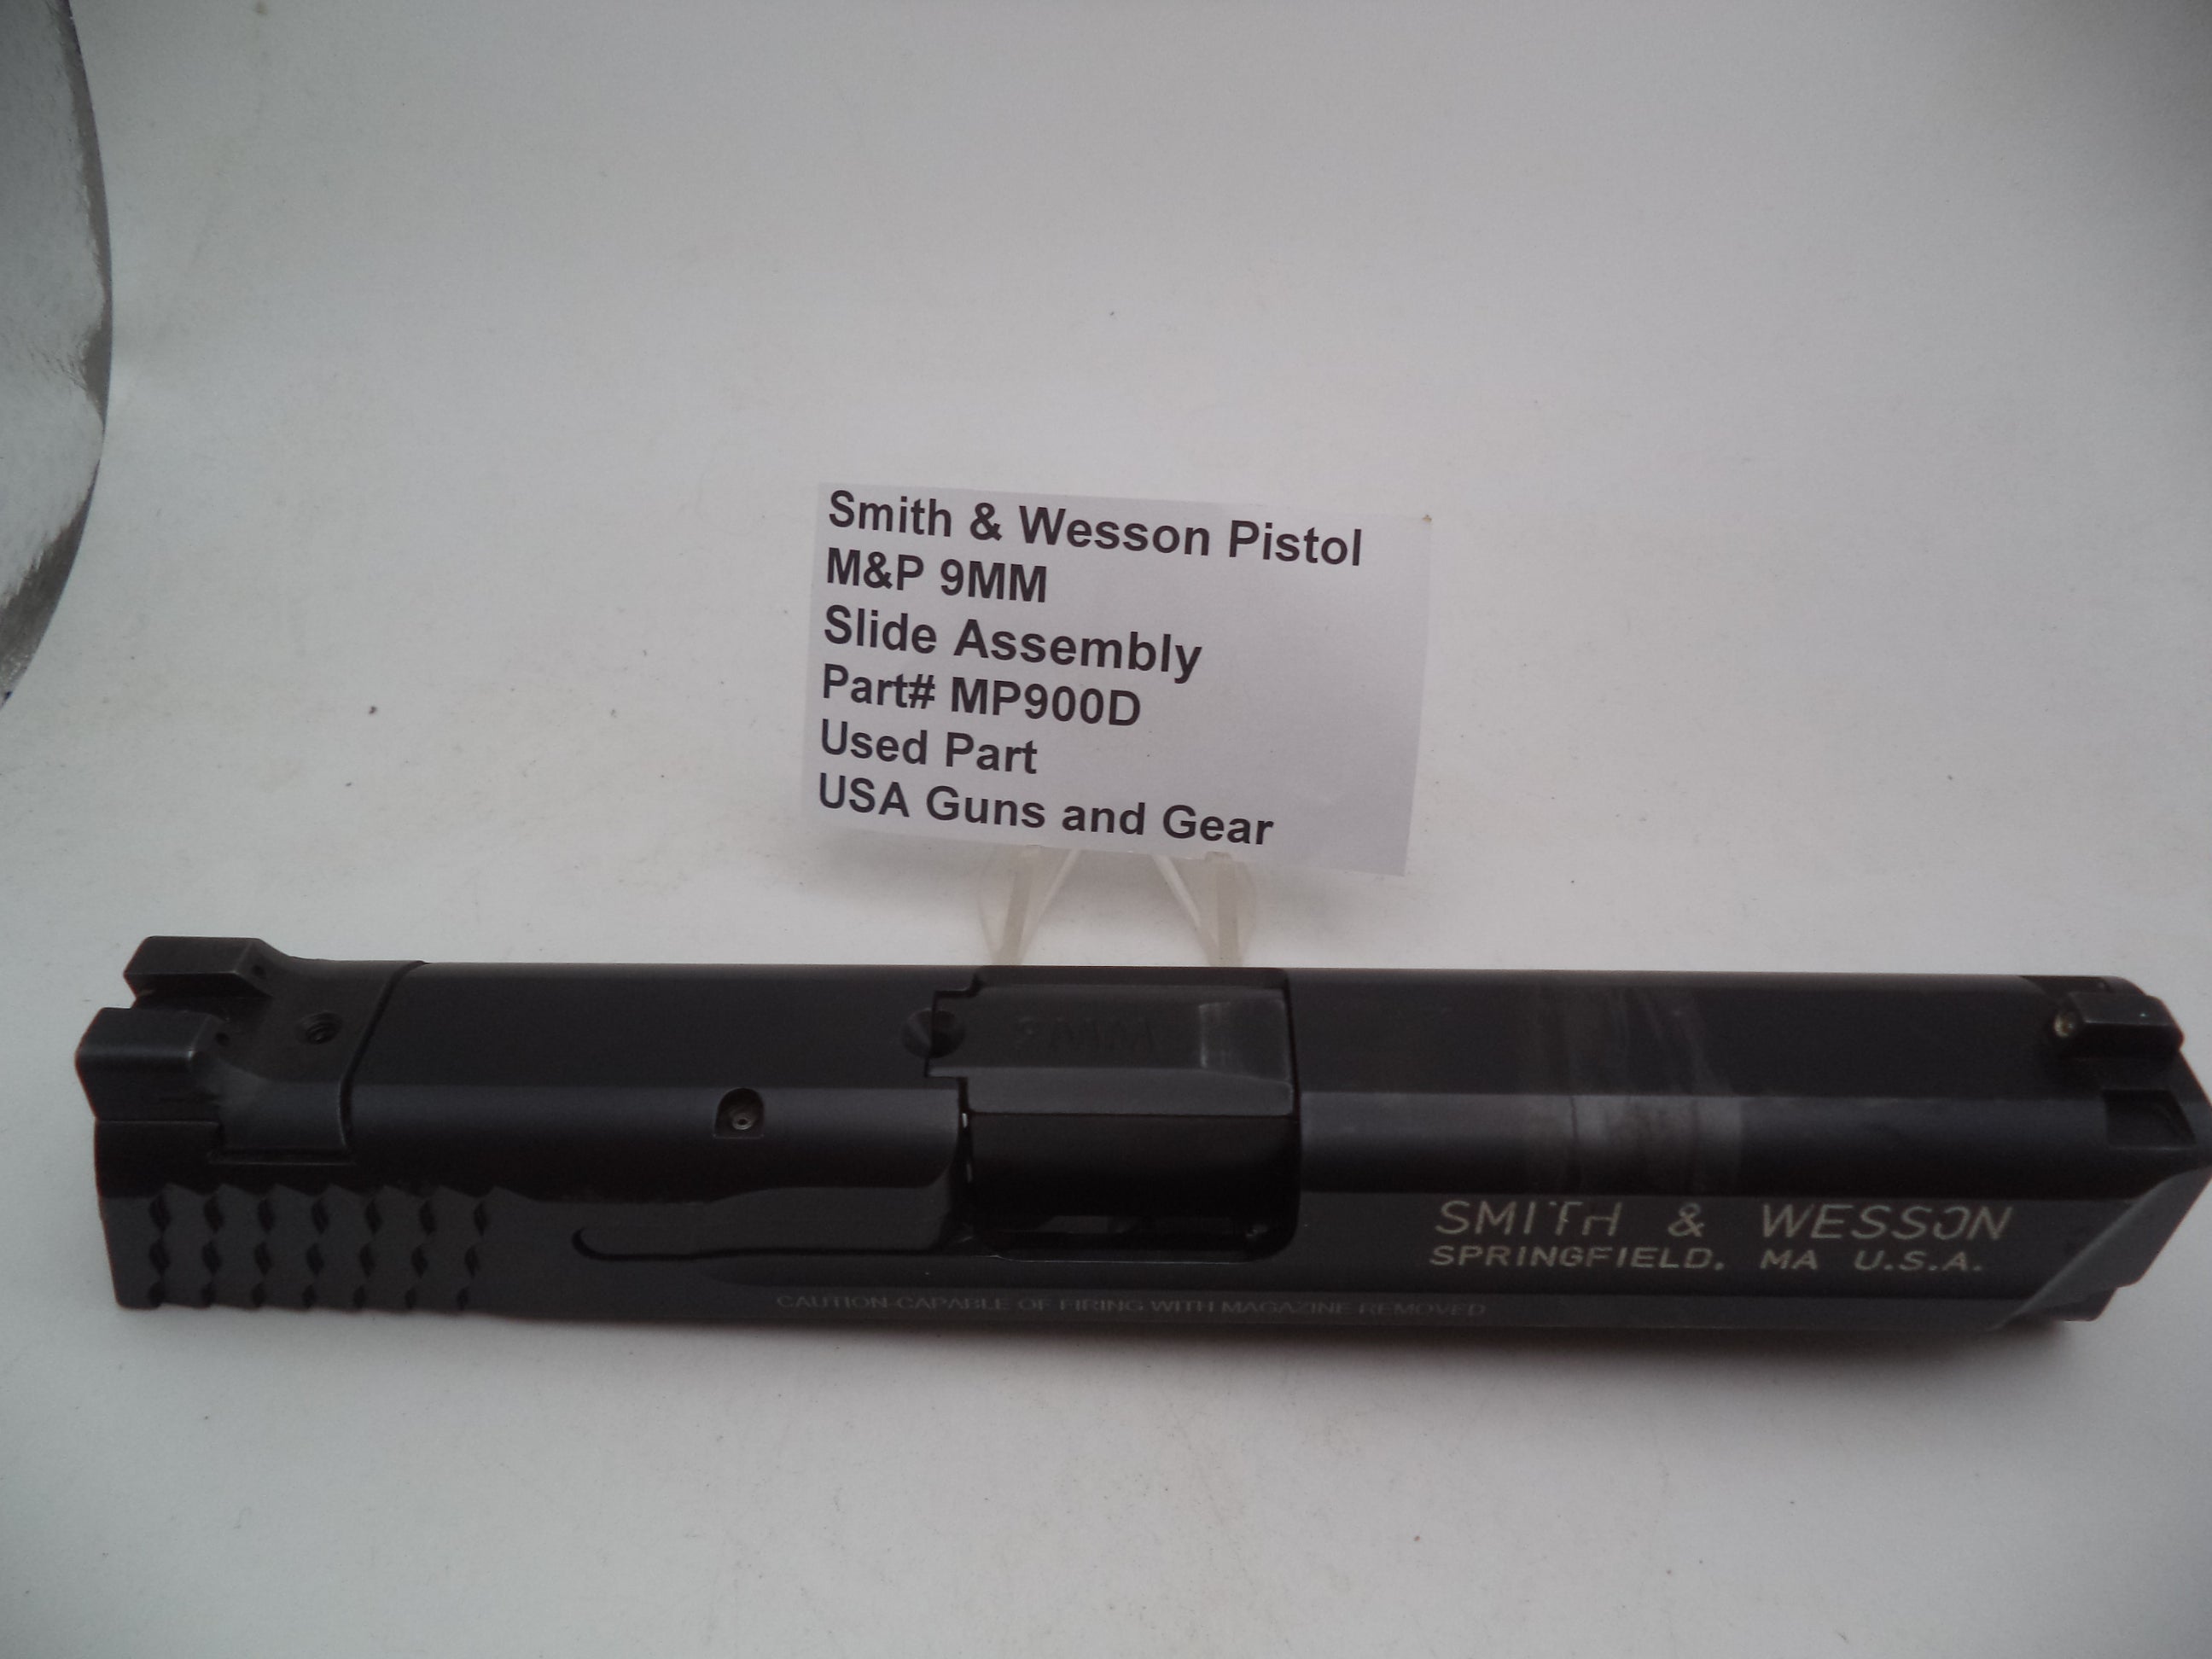 Smith & Wesson Pistol
M&P 9MM
Slide Assembly
Part# MP900D
Used Part
USA Guns and Gear
9MM
SMITH & WESSON
SPRINGFIELD, MA U.S.A.
CAUTION-CAPABLE OF FIRING WITH MAGAZINE REMOVED